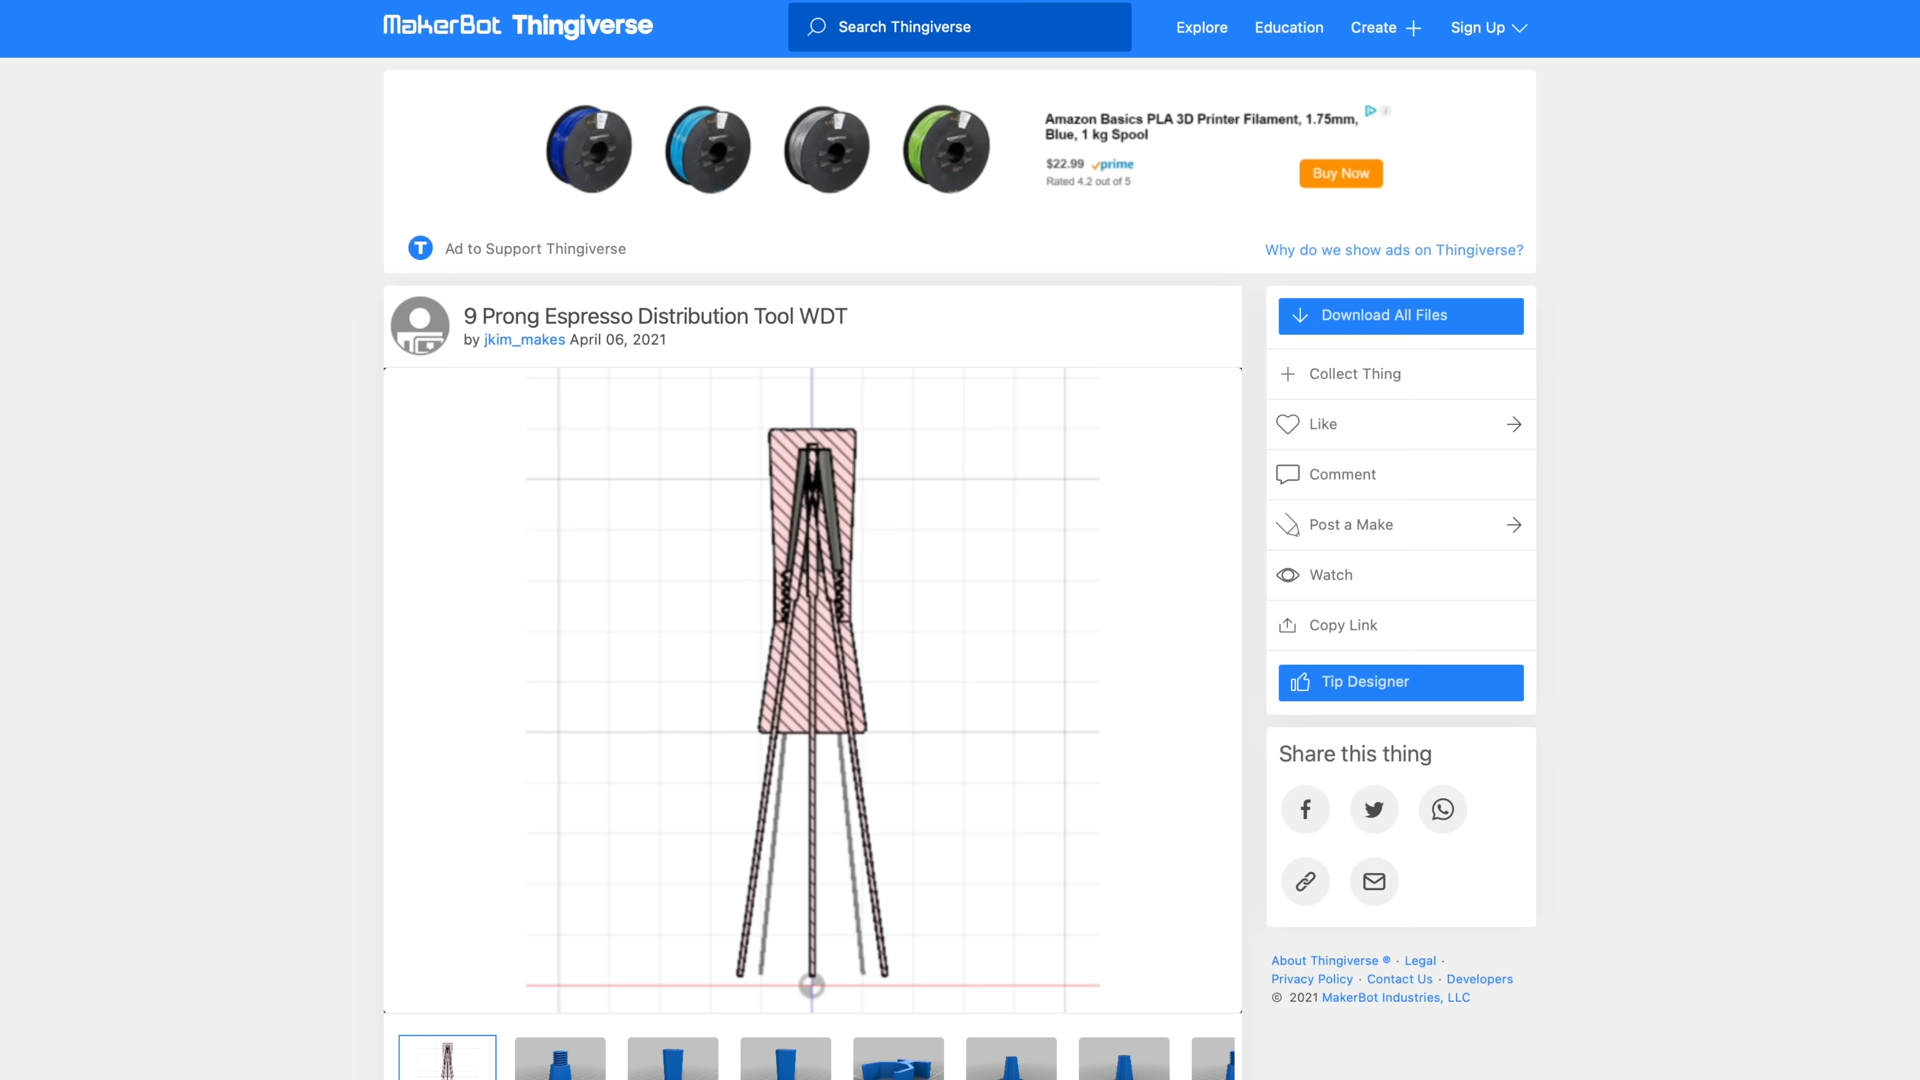 MakerBot Thingiverse
Search Thingiverse
Explore
Education
Create
Sign Up
Amazon Basics PLA 3D Printer Filament, 1.75mm,
Blue, 1 kg Spool
$22.99 prime
Rated 4.2 out of 5
Buy Now
T
Ad to Support Thingiverse
Why do we show ads on Thingiverse?
9 Prong Espresso Distribution Tool WDT
by jkim_makes April 06, 2021
Download All Files
Collect Thing
Like
Comment
Post a Make
Watch
Copy Link
Tip Designer
Share this thing
About Thingiverse ® · Legal ·
Privacy Policy · Contact Us · Developers
© 2021 MakerBot Industries, LLC